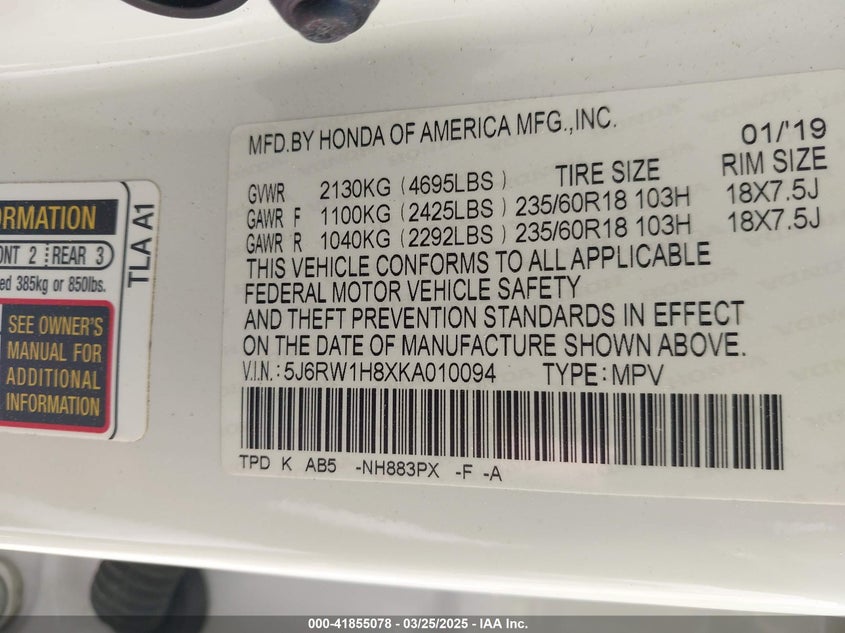 MFD.BY HONDA OF AMERICA MFG.,INC. 01/'19
GVWR 2130KG (4695LBS) TIRE SIZE RIM SIZE
GAWR F 1100KG (2425LBS) 235/60R18 103H 18X7.5J
GAWR R 1040KG (2292LBS) 235/60R18 103H 18X7.5J
THIS VEHICLE CONFORMS TO ALL APPLICABLE
FEDERAL MOTOR VEHICLE SAFETY
AND THEFT PREVENTION STANDARDS IN EFFECT
ON THE DATE OF MANUFACTURE SHOWN ABOVE.
V.I.N.:5J6RW1H8XKA010094 TYPE:MPV
TPD K AB5 -NH883PX -F -A
TLA A1
2 REAR 3
385kg or 850lbs.
SEE OWNER'S
MANUAL FOR
ADDITIONAL
INFORMATION
000-41855078 - 03/25/2025 - IAA Inc.